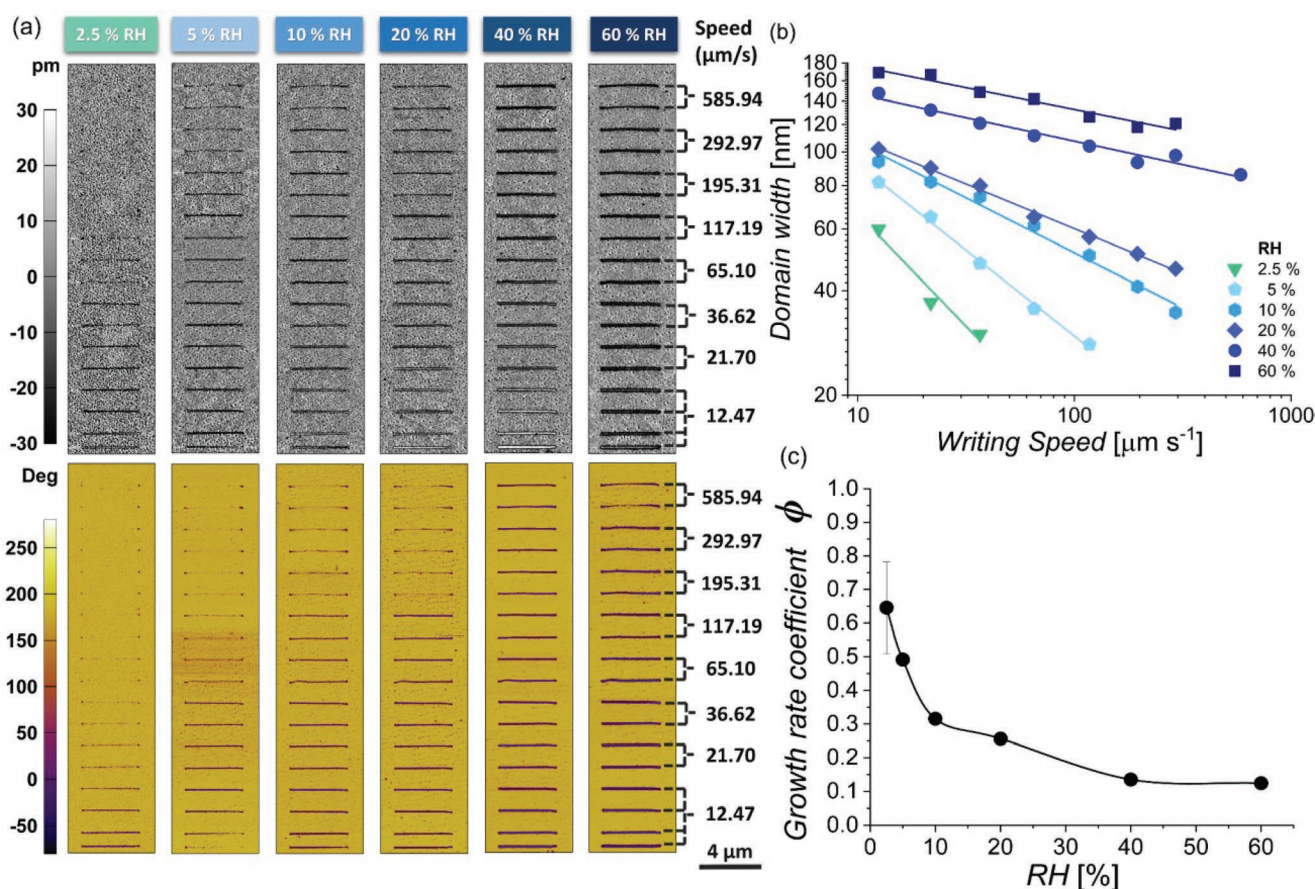 (a)
2.5 % RH
5 % RH
10 % RH
20 % RH
40 % RH
60 % RH
Speed
(μm/s)
pm
30
20
10
0
-10
-20
-30
585.94
292.97
195.31
117.19
65.10
36.62
21.70
12.47
Deg
250
200
150
100
50
0
-50
585.94
292.97
195.31
117.19
65.10
36.62
21.70
12.47
4 μm
(b)
Domain width [nm]
180
160
140
120
100
80
60
40
20
10
100
1000
Writing Speed [μm s⁻¹]
RH
2.5 %
5 %
10 %
20 %
40 %
60 %
(c)
Growth rate coefficient ϕ
1.0
0.9
0.8
0.7
0.6
0.5
0.4
0.3
0.2
0.1
0.0
0 10 20 30 40 50 60
RH [%]